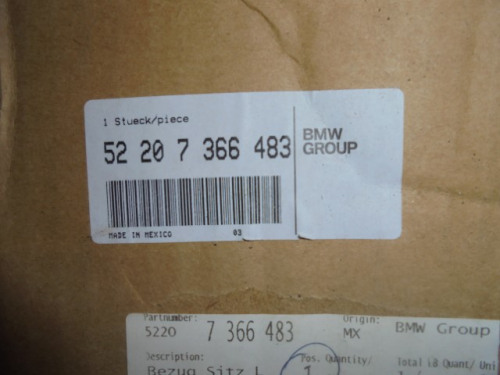 1 Stueck/piece
52 20 7 366 483
BMW
GROUP
MADE IN MEXICO 03
Partnumber: Origin:
5220 7 366 483 MX BMW Group
Description: Pos. Quantity/ Total
Bezug Sitz L 1